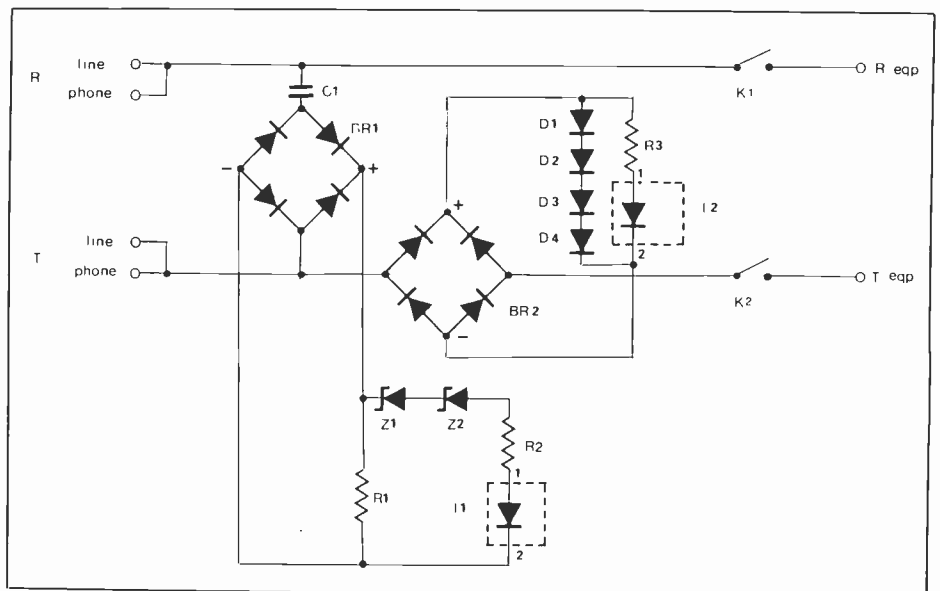 R
line
phone
C1
BR1
−
+
K1
R eqp
D1
D2
D3
D4
R3
1
I2
2
T
line
phone
+
−
BR2
K2
T eqp
Z1
Z2
R1
R2
1
I1
2